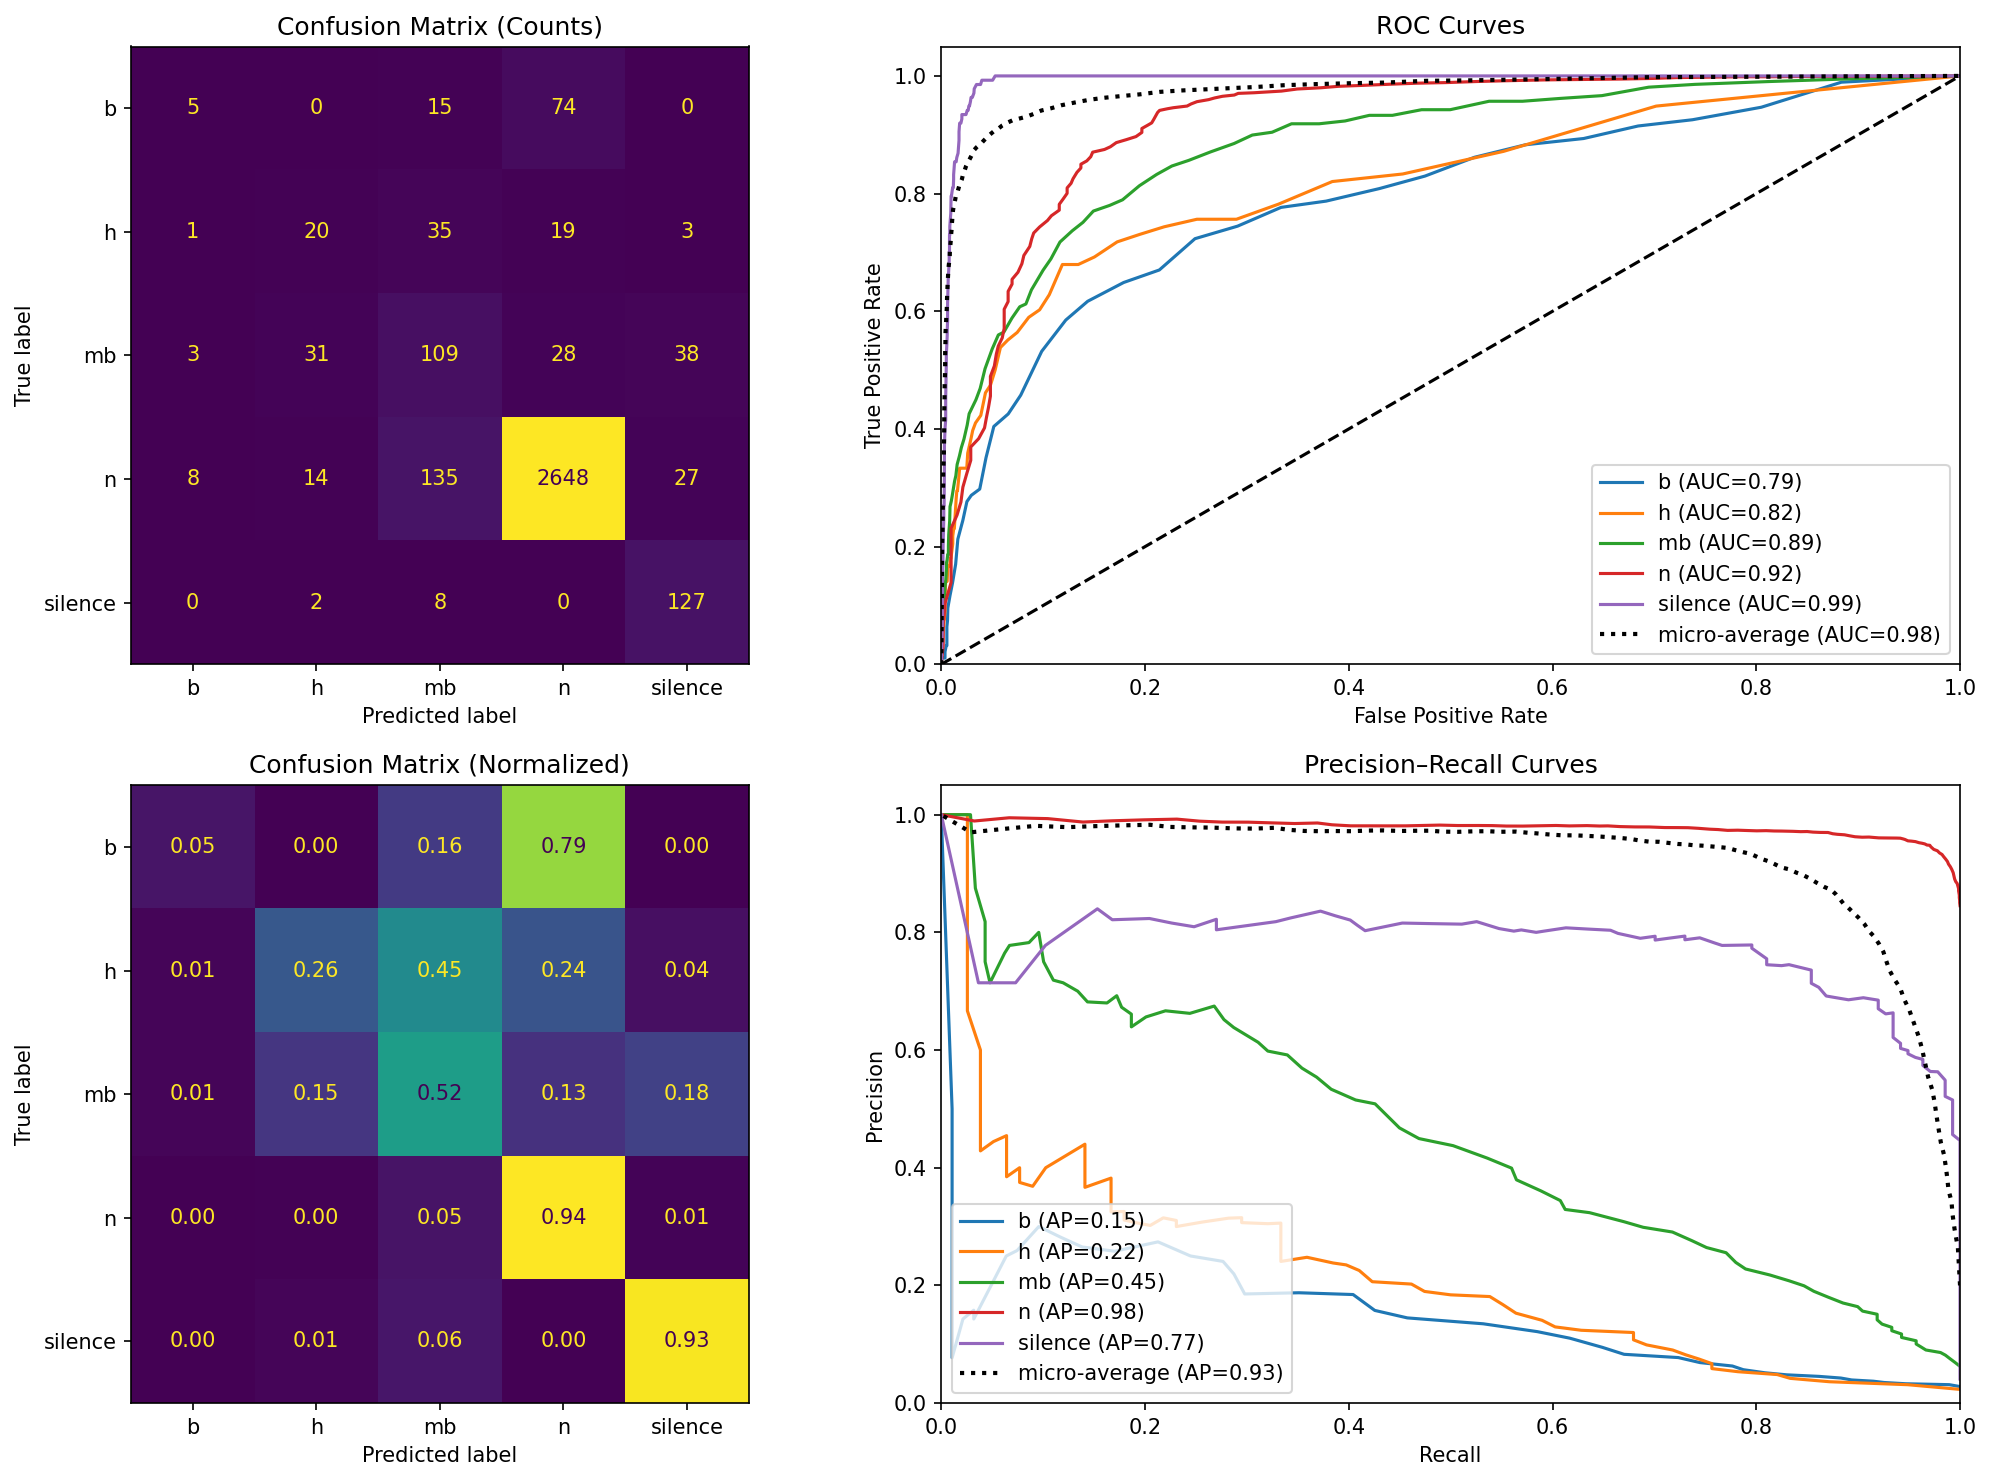 Confusion Matrix (Counts)
True label
b
h
mb
n
silence
5 0 15 74 0
1 20 35 19 3
3 31 109 28 38
8 14 135 2648 27
0 2 8 0 127
b h mb n silence
Predicted label
ROC Curves
True Positive Rate
1.0
0.8
0.6
0.4
0.2
0.0
b (AUC=0.79)
h (AUC=0.82)
mb (AUC=0.89)
n (AUC=0.92)
silence (AUC=0.99)
micro-average (AUC=0.98)
0.0 0.2 0.4 0.6 0.8 1.0
False Positive Rate
Confusion Matrix (Normalized)
True label
b
h
mb
n
silence
0.05 0.00 0.16 0.79 0.00
0.01 0.26 0.45 0.24 0.04
0.01 0.15 0.52 0.13 0.18
0.00 0.00 0.05 0.94 0.01
0.00 0.01 0.06 0.00 0.93
b h mb n silence
Predicted label
Precision–Recall Curves
Precision
1.0
0.8
0.6
0.4
0.2
0.0
b (AP=0.15)
h (AP=0.22)
mb (AP=0.45)
n (AP=0.98)
silence (AP=0.77)
micro-average (AP=0.93)
0.0 0.2 0.4 0.6 0.8 1.0
Recall